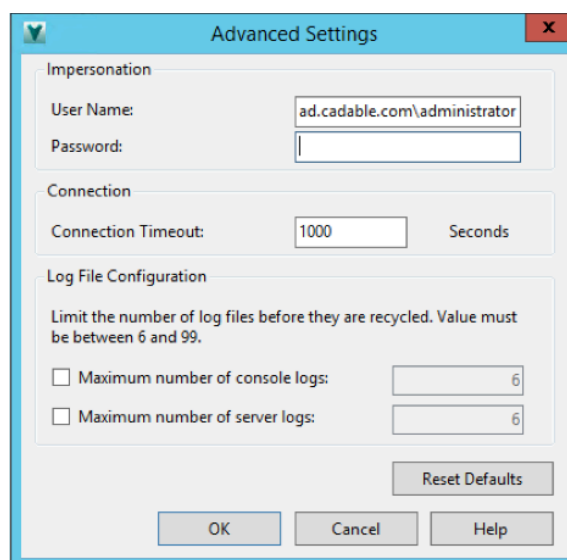 Advanced Settings
x
Impersonation
User Name: ad.cadable.com\administrator
Password:
Connection
Connection Timeout: 1000 Seconds
Log File Configuration
Limit the number of log files before they are recycled. Value must
be between 6 and 99.
Maximum number of console logs: 6
Maximum number of server logs: 6
Reset Defaults
OK Cancel Help